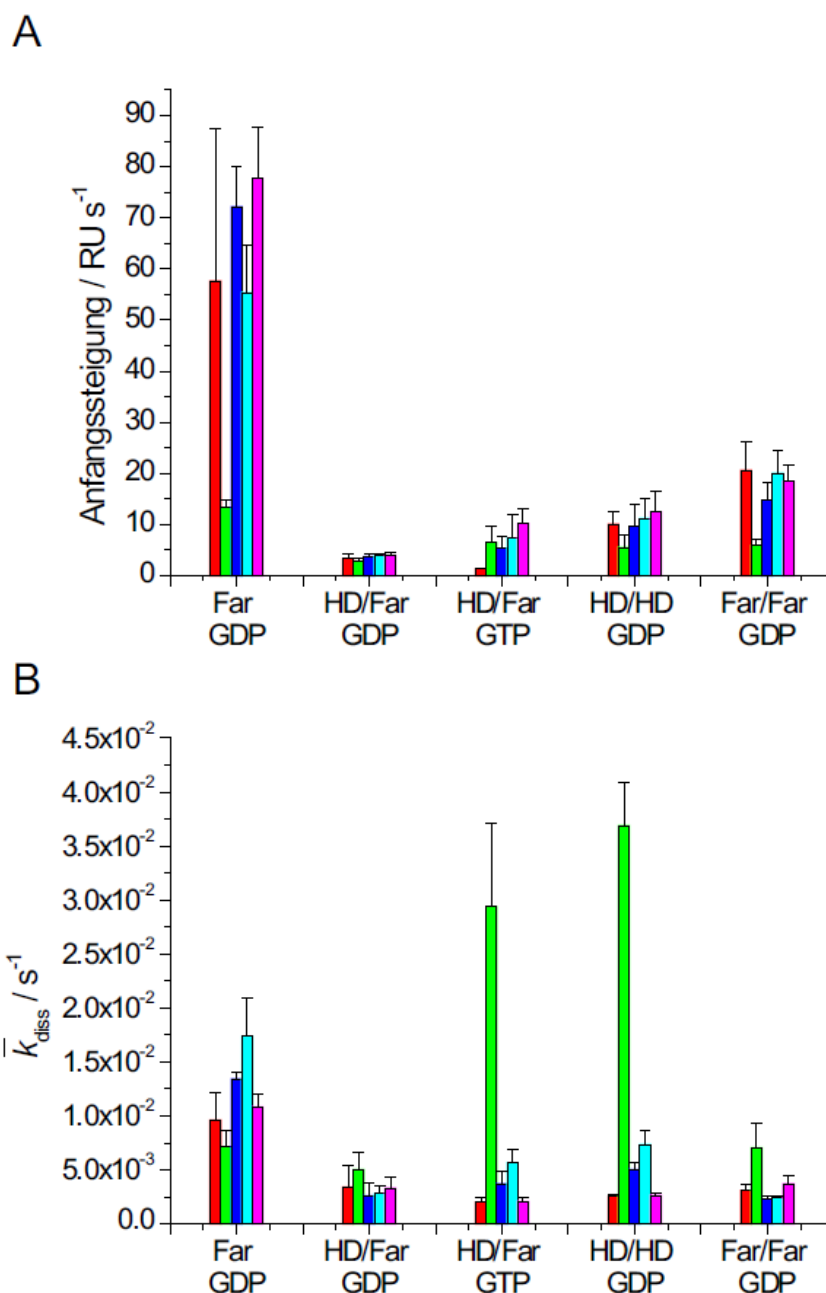 A
Anfangssteigung / RU s⁻¹
90
80
70
60
50
40
30
20
10
0
Far HD/Far HD/Far HD/HD Far/Far
GDP GDP GTP GDP GDP
B
k̅diss / s⁻¹
4.5x10⁻²
4.0x10⁻²
3.5x10⁻²
3.0x10⁻²
2.5x10⁻²
2.0x10⁻²
1.5x10⁻²
1.0x10⁻²
5.0x10⁻³
0.0
Far HD/Far HD/Far HD/HD Far/Far
GDP GDP GTP GDP GDP